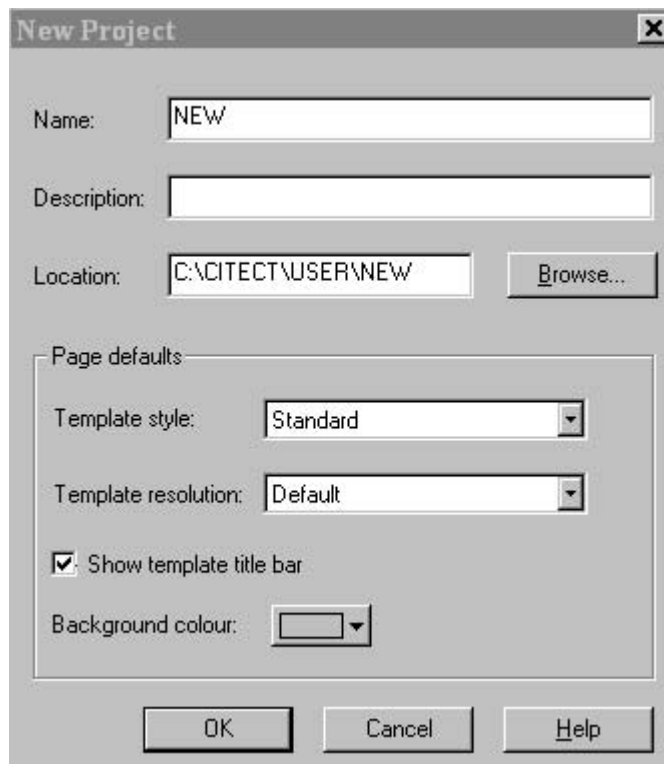 New Project
Name: NEW
Description:
Location: C:\CITECT\USER\NEW Browse...
Page defaults
Template style: Standard
Template resolution: Default
Show template title bar
Background colour:
OK Cancel Help